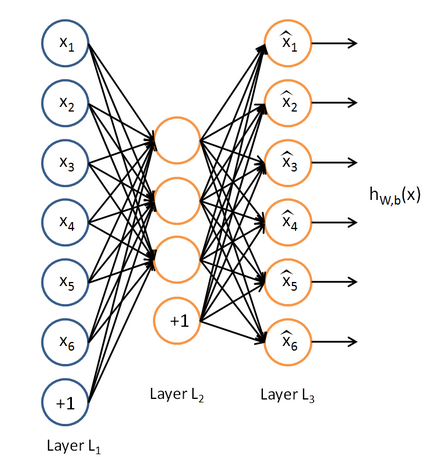 x₁
x₂
x₃
x₄
x₅
x₆
+1
Layer L₁
+1
Layer L₂
x̂₁
x̂₂
x̂₃
x̂₄
x̂₅
x̂₆
Layer L₃
h_W,b(x)